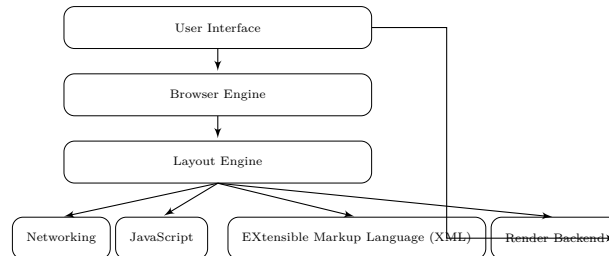 User Interface
Browser Engine
Layout Engine
Networking
JavaScript
EXtensible Markup Language (XML)
Render Backend